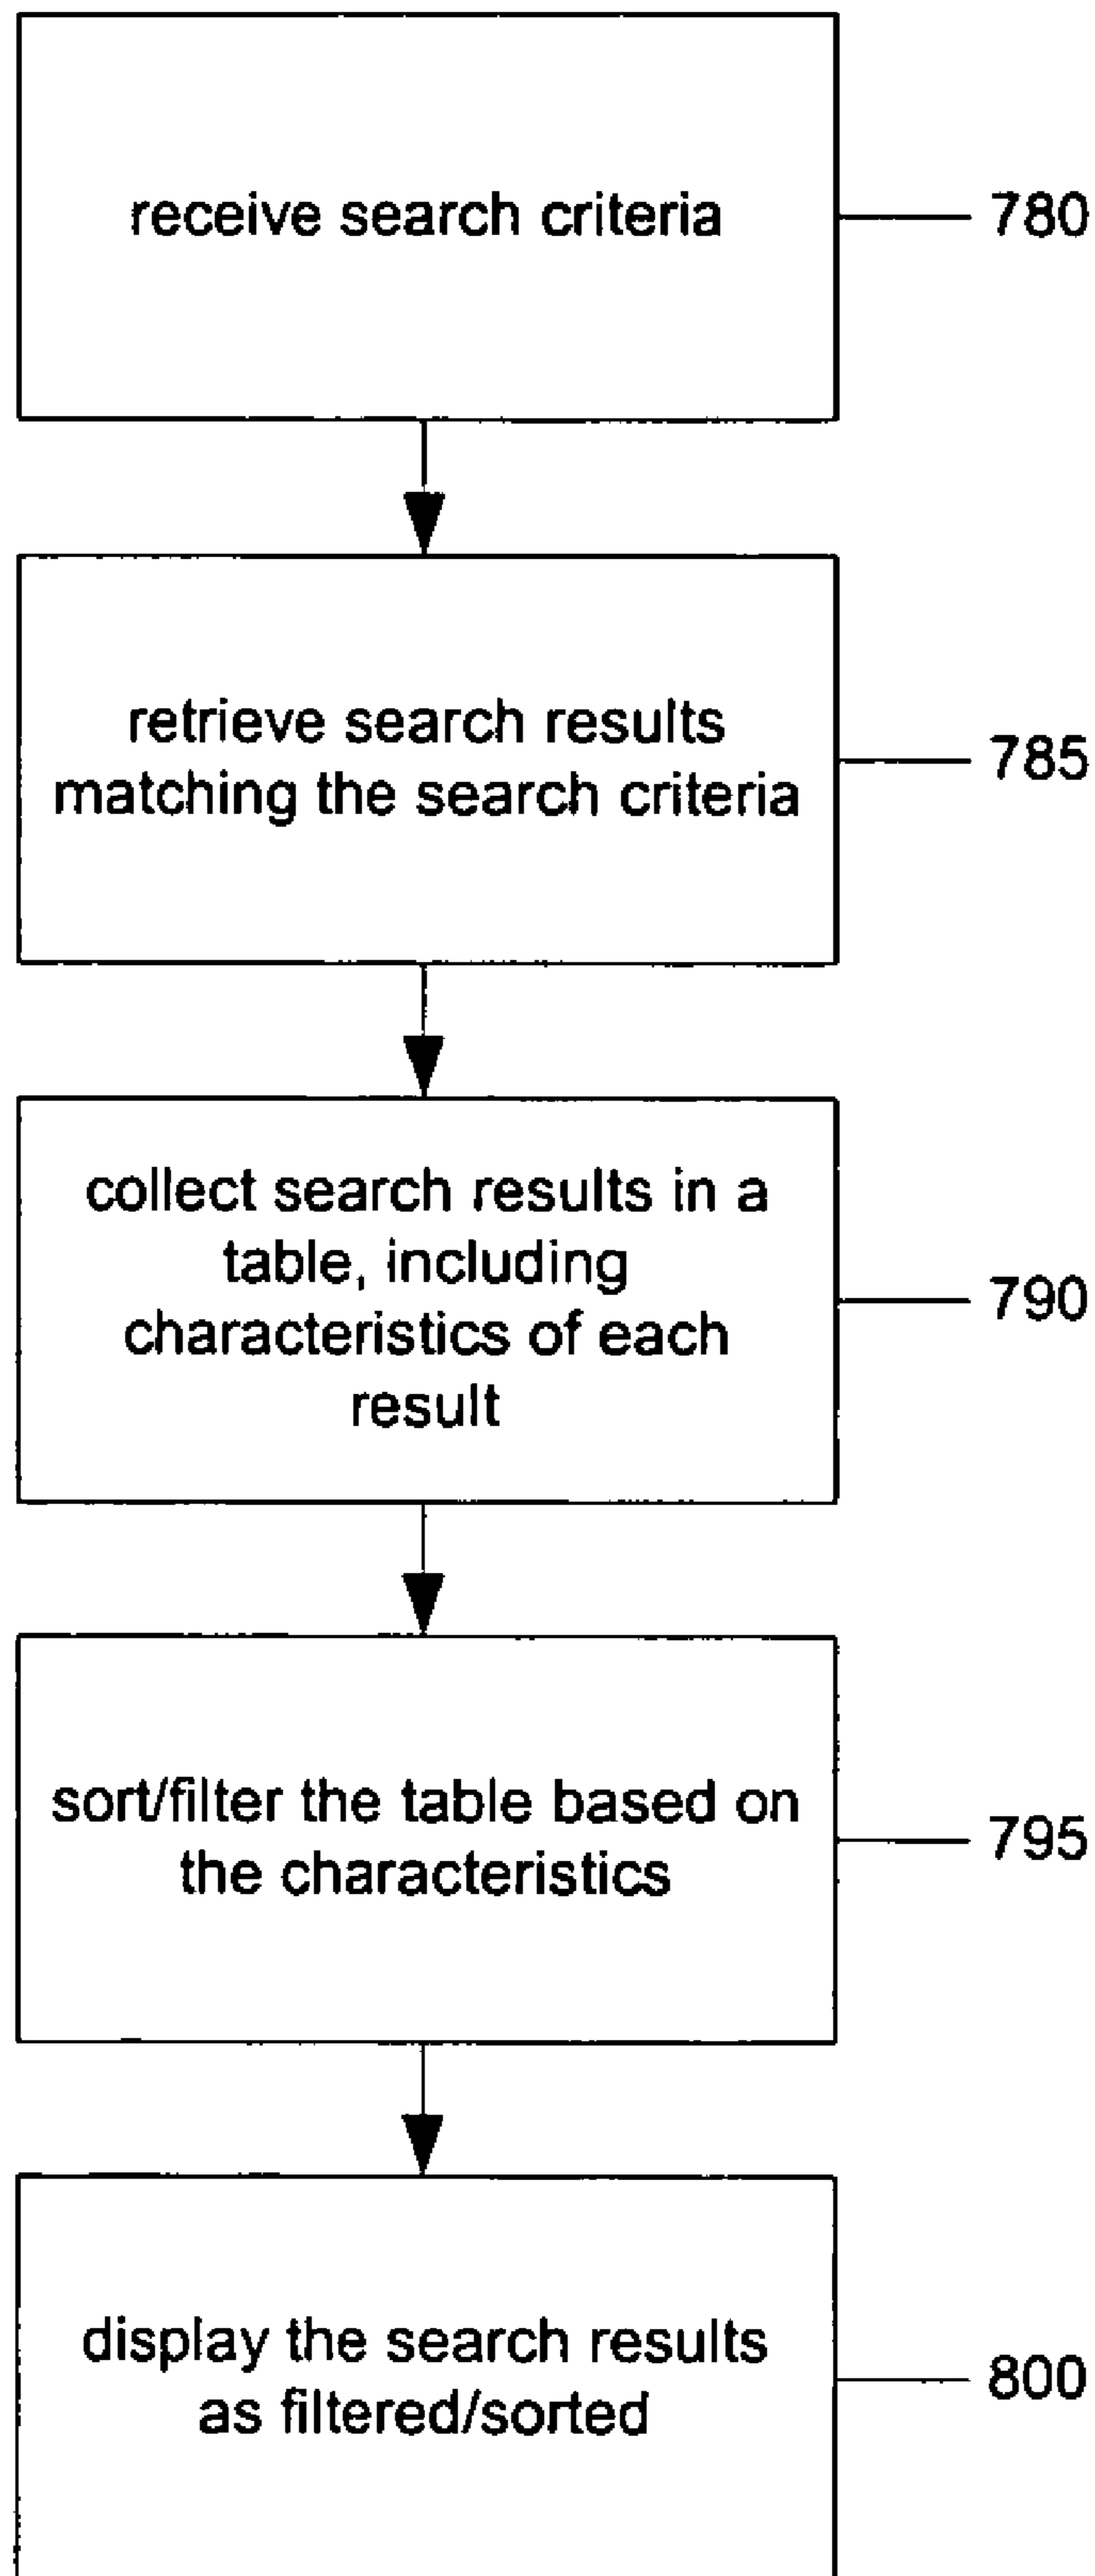 receive search criteria
780
retrieve search results
matching the search criteria
785
collect search results in a
table, including
characteristics of each
result
790
sort/filter the table based on
the characteristics
795
display the search results
as filtered/sorted
800